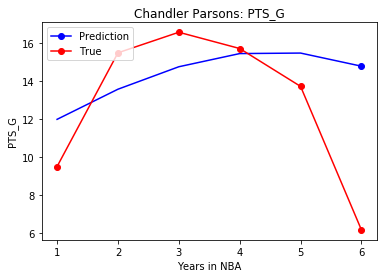 Chandler Parsons: PTS_G
Prediction
True
16
14
12
10
8
6
PTS_G
1 2 3 4 5 6
Years in NBA